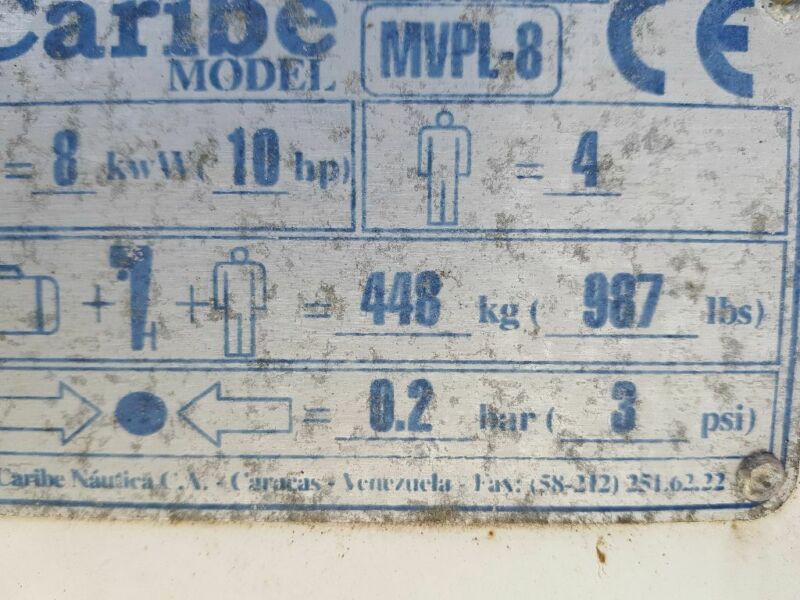 Caribe
MODEL MVPL-8 CE
= 8 kwW ( 10 hp) = 4
+ + = 448 kg ( 987 lbs)
= 0.2 bar ( 3 psi)
Caribe Náutica C.A. - Caracas - Venezuela - Fax: (58-212) 251.62.22